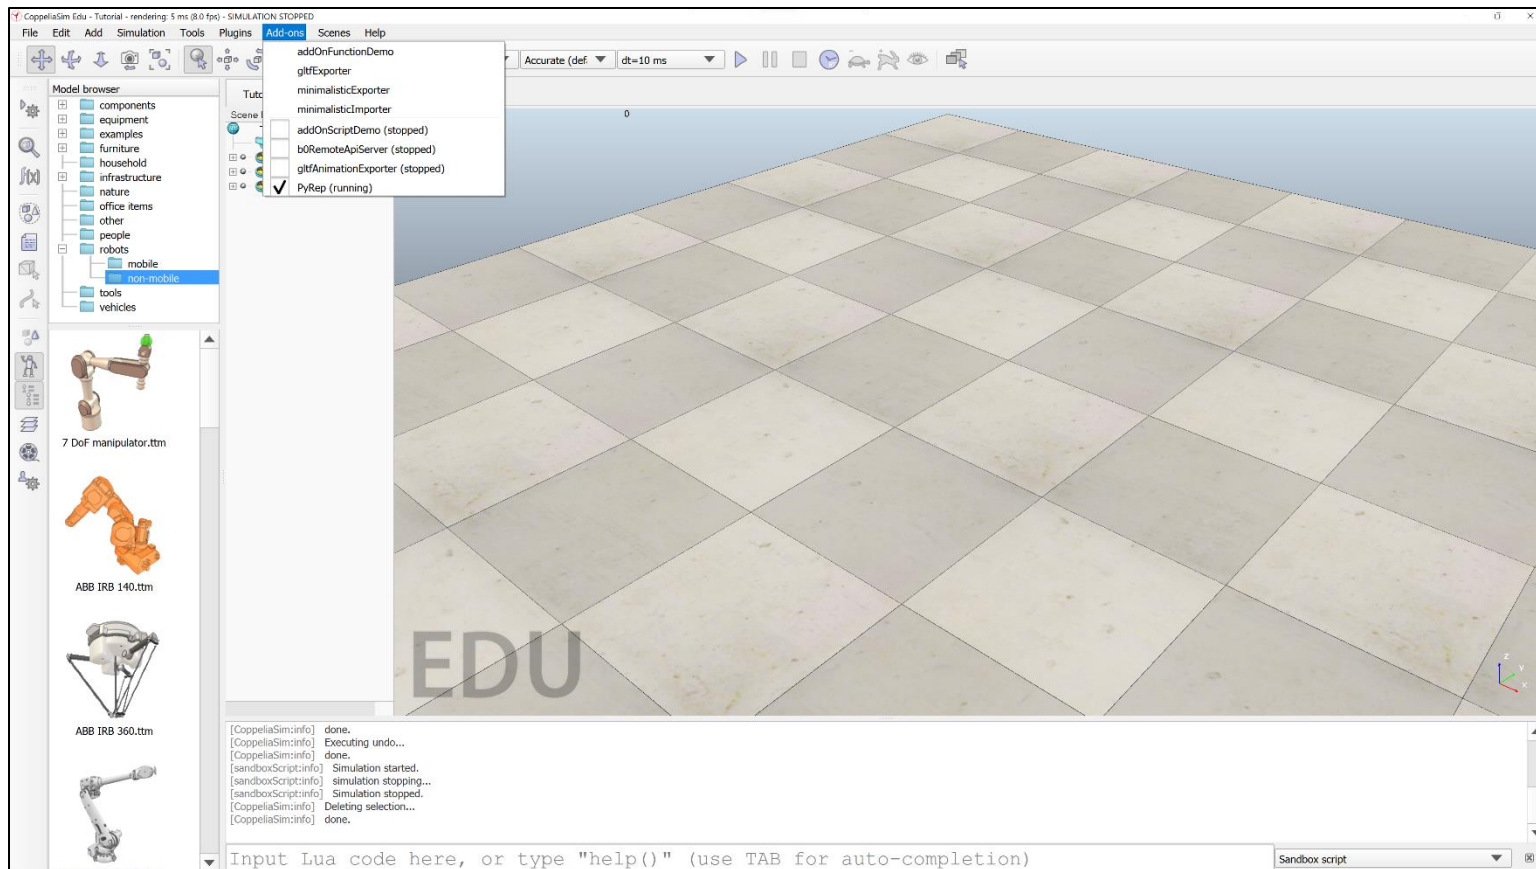 CoppeliaSim Edu - Tutorial - rendering: 5 ms (8.0 fps) - SIMULATION STOPPED
File Edit Add Simulation Tools Plugins Add-ons Scenes Help
Accurate (def. dt=10 ms
addOnFunctionDemo
gltfExporter
minimalisticExporter
minimalisticImporter
addOnScriptDemo (stopped)
b0RemoteApiServer (stopped)
gltfAnimationExporter (stopped)
PyRep (running)
Model browser
components
equipment
examples
furniture
household
infrastructure
nature
office items
other
people
robots
mobile
non-mobile
tools
vehicles
7 DoF manipulator.ttm
ABB IRB 140.ttm
ABB IRB 360.ttm
Tuto
Scene
0
EDU
z
y
x
f(x)
[CoppeliaSim:info] done.
[CoppeliaSim:info] Executing undo...
[CoppeliaSim:info] done.
[sandboxScript:info] Simulation started.
[sandboxScript:info] simulation stopping...
[sandboxScript:info] Simulation stopped.
[CoppeliaSim:info] Deleting selection...
[CoppeliaSim:info] done.
Input Lua code here, or type "help()" (use TAB for auto-completion)
Sandbox script